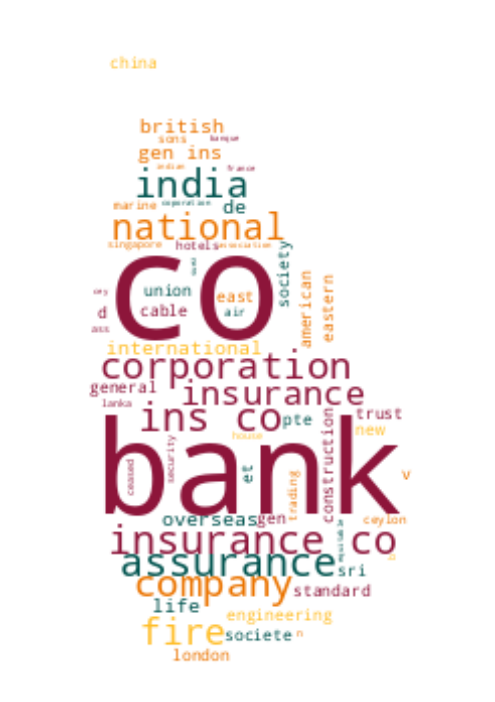 china
british
sons
banque
gen ins
indian
france
india
marine
corporation
de
national
singapore
hotels
association
society
co
cey
union
east
american
eastern
d
cable
air
ass
international
corporation
general
insurance
lanka
ins co
pte
trust
new
house
construction
bank
security
ceased
et
trading
v
overseas
gen
ceylon
insurance co
assurance
sri
company
standard
life
engineering
fire
societe
n
london